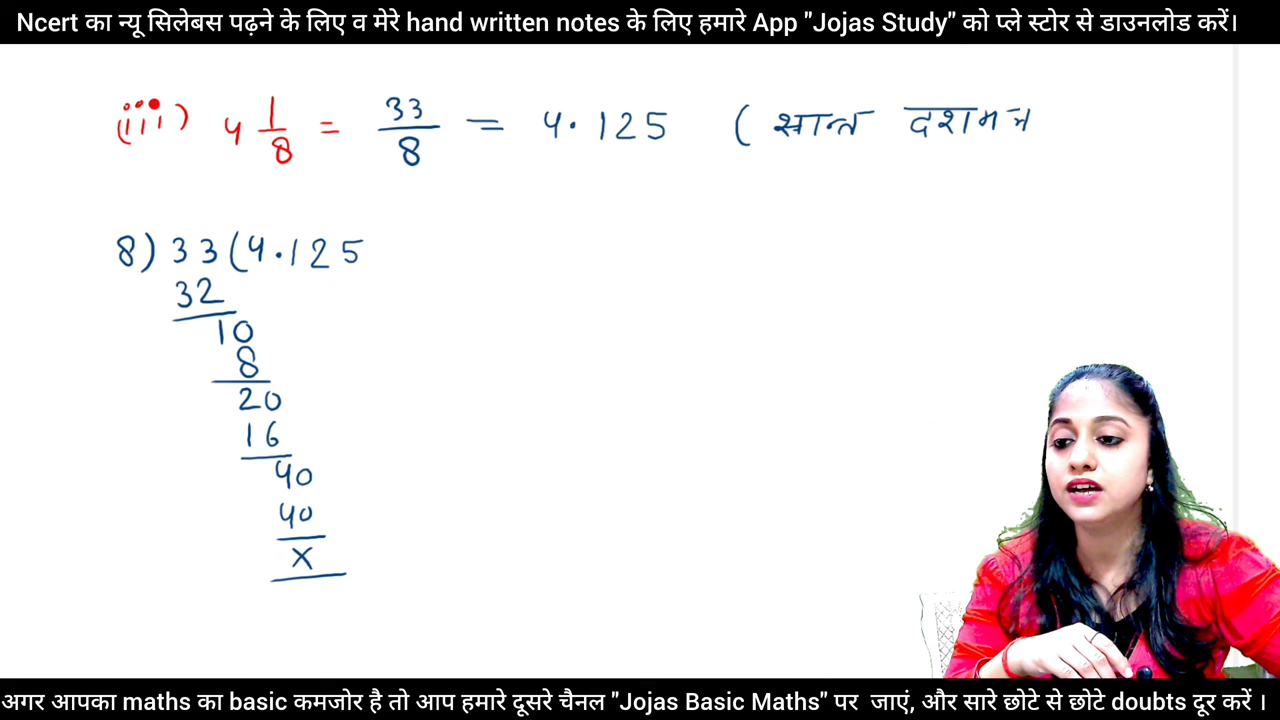 Ncert का न्यू सिलेबस पढ़ने के लिए व मेरे hand written notes के लिए हमारे App "Jojas Study" को प्ले स्टोर से डाउनलोड करें।
(iii) 4 1/8 = 33/8 = 4.125 ( सान्त
8) 33 (4.125
32
10
8
20
16
40
40
x
अगर आपका maths का basic कमजोर है तो आप हमारे दूसरे चैनल "Jojas Basic Maths" पर जाएं, और सारे छोटे से छोटे doubts दूर करें ।